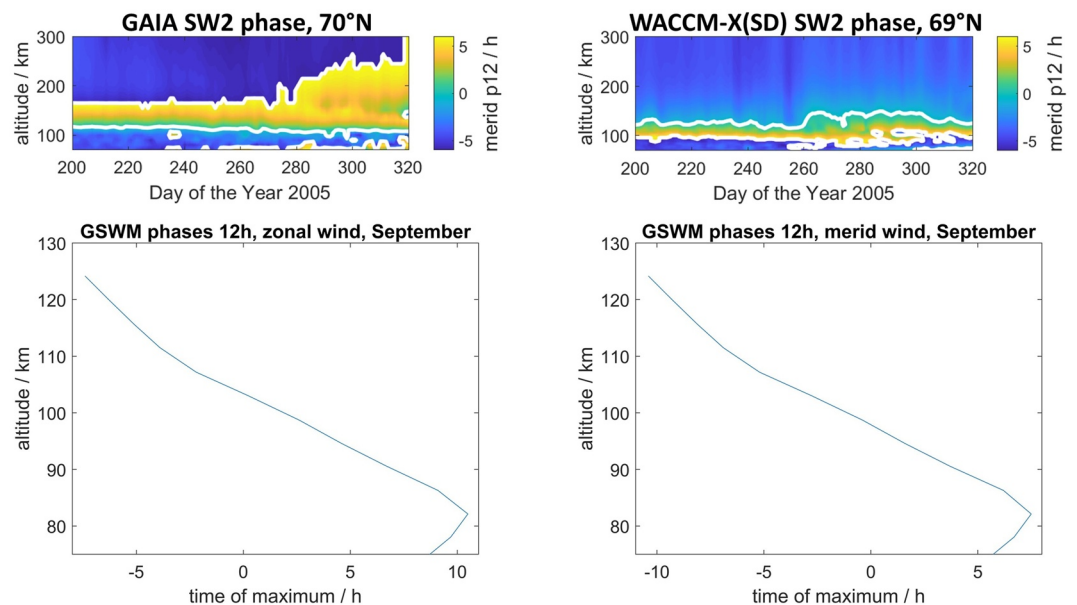 GAIA SW2 phase, 70°N
300
200
100
altitude / km
200 220 240 260 280 300 320
Day of the Year 2005
5
0
-5
merid p12 / h
WACCM-X(SD) SW2 phase, 69°N
300
200
100
altitude / km
200 220 240 260 280 300 320
Day of the Year 2005
5
0
-5
merid p12 / h
GSWM phases 12h, zonal wind, September
130
120
110
100
90
80
altitude / km
-5 0 5 10
time of maximum / h
GSWM phases 12h, merid wind, September
130
120
110
100
90
80
altitude / km
-10 -5 0 5
time of maximum / h